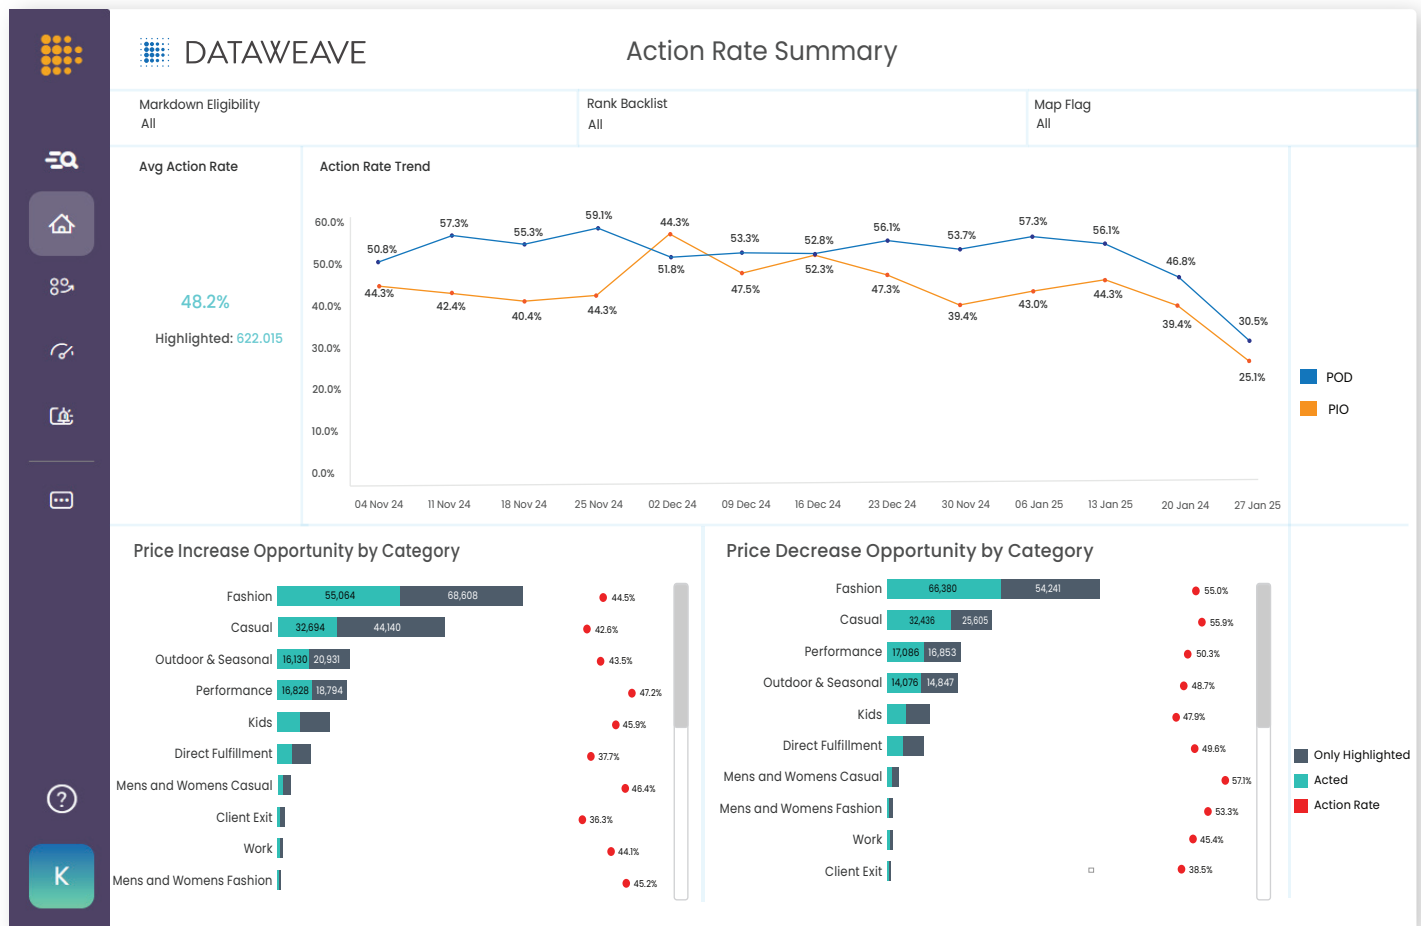 DATAWEAVE
Action Rate Summary
Markdown Eligibility
All
Rank Backlist
All
Map Flag
All
Avg Action Rate
48.2%
Highlighted: 622.015
Action Rate Trend
60.0%
50.0%
40.0%
30.0%
20.0%
10.0%
0.0%
50.8%
57.3%
55.3%
59.1%
44.3%
53.3%
52.8%
56.1%
53.7%
57.3%
56.1%
46.8%
30.5%
44.3%
42.4%
40.4%
44.3%
51.8%
47.5%
52.3%
47.3%
39.4%
43.0%
44.3%
39.4%
25.1%
04 Nov 24
11 Nov 24
18 Nov 24
25 Nov 24
02 Dec 24
09 Dec 24
16 Dec 24
23 Dec 24
30 Nov 24
06 Jan 25
13 Jan 25
20 Jan 24
27 Jan 25
POD
PIO
Price Increase Opportunity by Category
Fashion 55,064 68,608 44.5%
Casual 32,694 44,140 42.6%
Outdoor & Seasonal 16,130 20,931 43.5%
Performance 16,828 18,794 47.2%
Kids 45.9%
Direct Fulfillment 37.7%
Mens and Womens Casual 46.4%
Client Exit 36.3%
Work 44.1%
Mens and Womens Fashion 45.2%
Price Decrease Opportunity by Category
Fashion 66,380 54,241 55.0%
Casual 32,436 25,605 55.9%
Performance 17,086 16,853 50.3%
Outdoor & Seasonal 14,076 14,847 48.7%
Kids 47.9%
Direct Fulfillment 49.6%
Mens and Womens Casual 57.1%
Mens and Womens Fashion 53.3%
Work 45.4%
Client Exit 38.5%
Only Highlighted
Acted
Action Rate
?
K